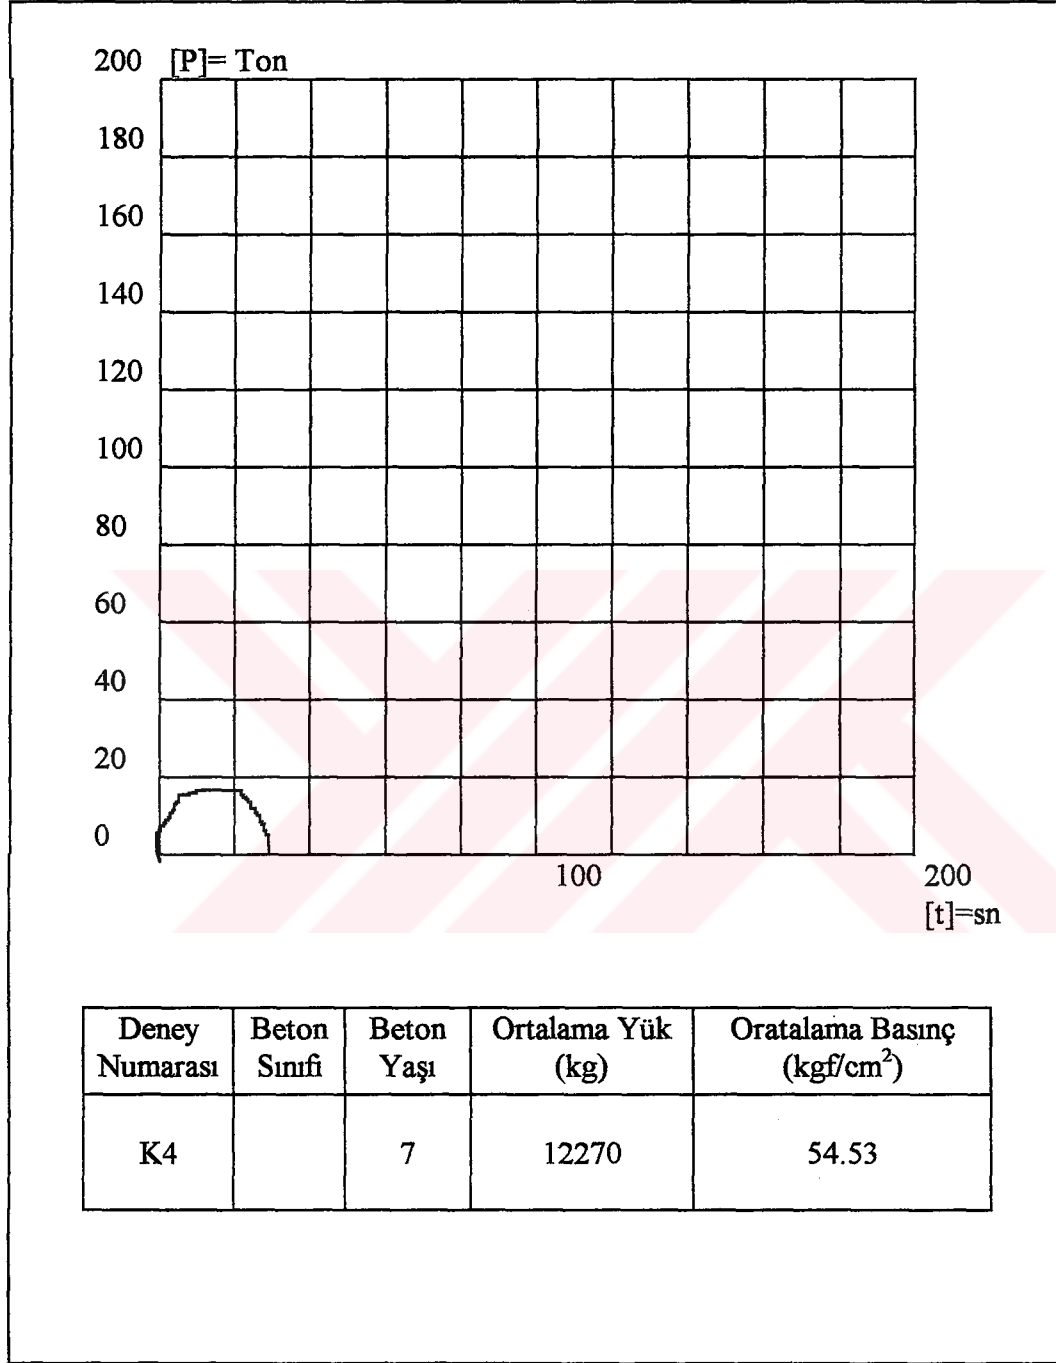 200 [P]= Ton
180
160
140
120
100
80
60
40
20
0
100 200
[t]=sn
Deney Numarası Beton Sınıfi Beton Yaşı Ortalama Yük (kg) Oratalama Basınç (kgf/cm²)
K4 7 12270 54.53